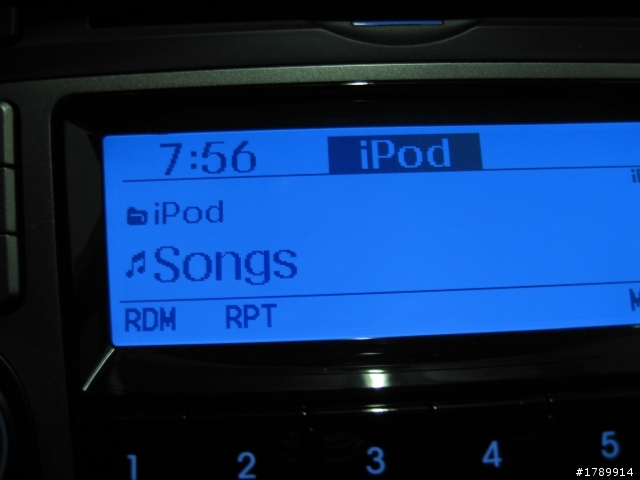 7:56 iPod
iPod
Songs
RDM RPT
1 2 3 4 5
#1789914